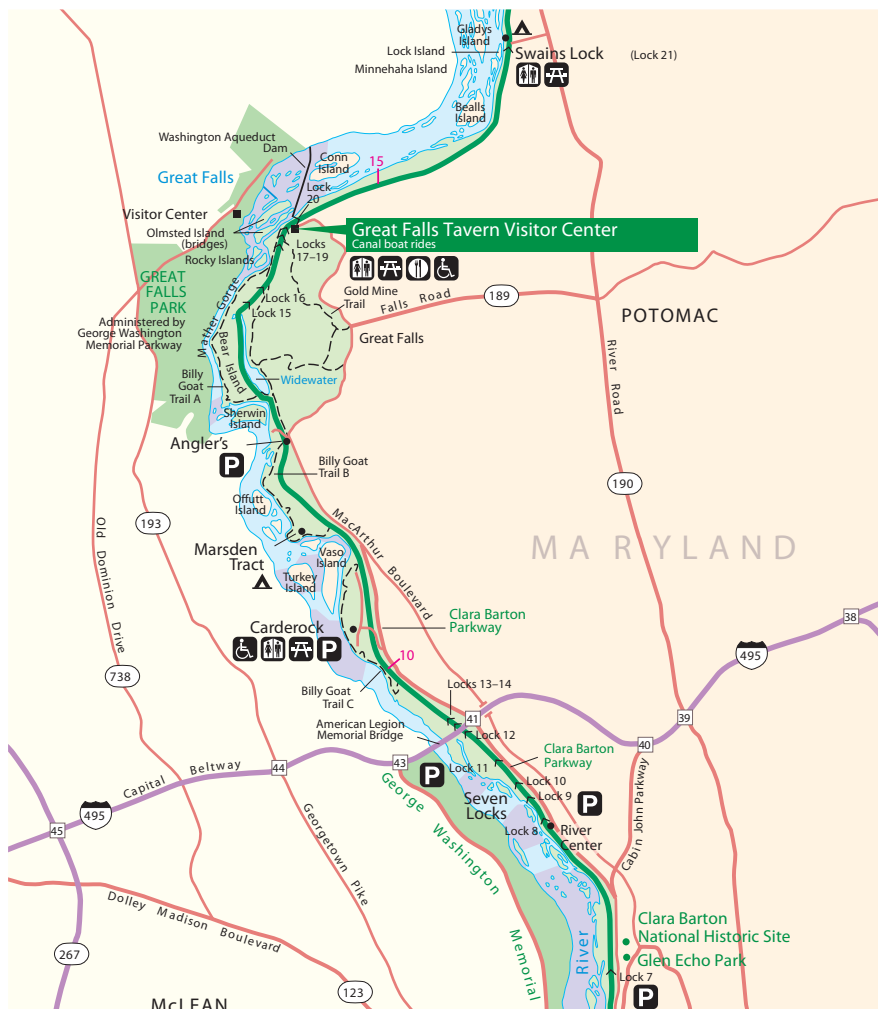 Gladys
Island
Lock Island
Swains Lock
(Lock 21)
Minnehaha Island
Bealls
Island
Washington Aqueduct
Dam
Conn
Island
15
Great Falls
Lock
20
Visitor Center
Olmsted Island
(bridges)
Great Falls Tavern Visitor Center
Canal boat rides
Locks
17–19
Rocky Islands
GREAT
FALLS
PARK
Administered by
George Washington
Memorial Parkway
Mather Gorge
Lock 16
Lock 15
Gold Mine
Trail
Falls Road
189
POTOMAC
Great Falls
Bear Island
River Road
Billy
Goat
Trail A
Widewater
Sherwin
Island
Angler's
P
Billy Goat
Trail B
190
Offutt
Island
193
MacArthur Boulevard
Old Dominion Drive
MARYLAND
Marsden
Tract
Vaso
Island
Turkey
Island
Clara Barton
Parkway
38
Carderock
P
495
10
738
Billy Goat
Trail C
Locks 13–14
41
39
American Legion
Memorial Bridge
Lock 12
40
Clara Barton
Parkway
44
43
Capital Beltway
Lock 11
P
Lock 10
Lock 9
P
Seven
Locks
495
George Washington Memorial
Lock 8
River
Center
45
Georgetown Pike
Cabin John Parkway
Dolley Madison Boulevard
Clara Barton
National Historic Site
Glen Echo Park
River
267
Lock 7
123
P
McLEAN